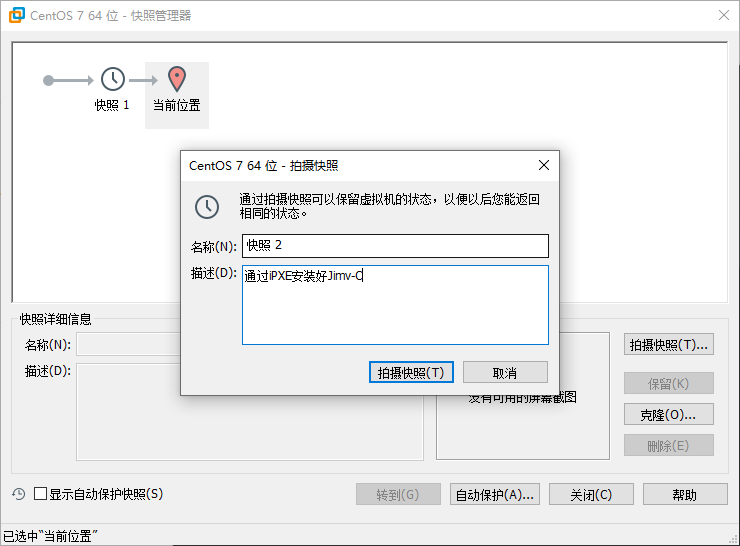 CentOS 7 64 位 - 快照管理器
快照 1
当前位置
CentOS 7 64 位 - 拍摄快照
通过拍摄快照可以保留虚拟机的状态，以便以后您能返回
相同的状态。
名称(N):
快照 2
描述(D):
通过iPXE安装好Jimv-C
拍摄快照(T)
取消
快照详细信息
名称(N):
描述(D):
没有可用的屏幕截图
拍摄快照(T)...
保留(K)
克隆(O)...
删除(E)
显示自动保护快照(S)
转到(G)
自动保护(A)...
关闭(C)
帮助
已选中"当前位置"